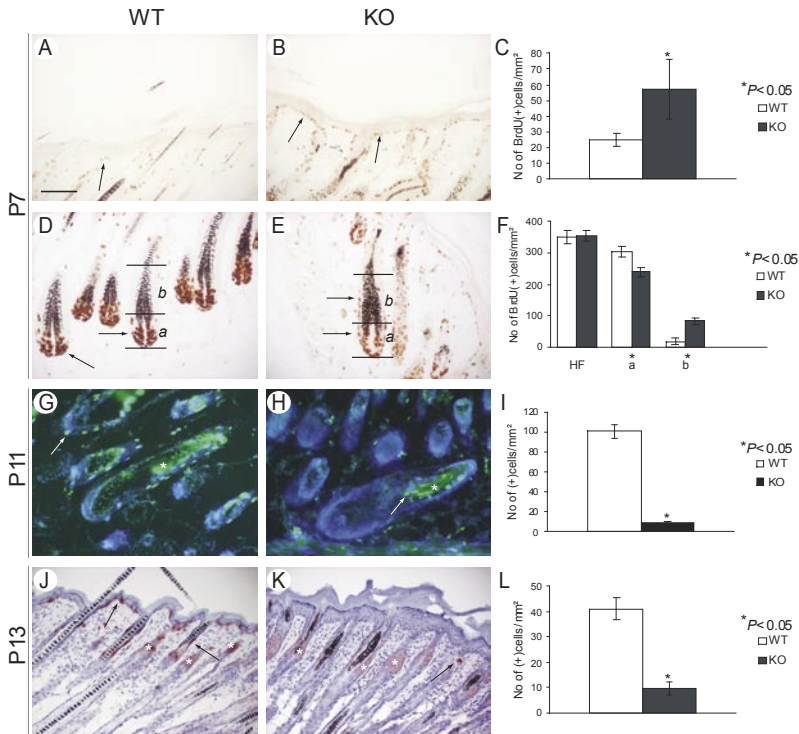 WT KO
P7
A
B
C
No of BrdU(+)cells/mm²
80
70
60
50
40
30
20
10
0
*
*P<0.05
WT
KO
D
b
a
E
b
a
F
No of BrdU(+)cells/mm²
400
300
200
100
0
HF a b
* *
*P<0.05
WT
KO
P11
G
*
H
*
I
No of (+)cells/mm²
120
100
80
60
40
20
0
*
*P<0.05
WT
KO
P13
J
* * *
K
* * *
L
No of (+)cells/mm²
50
40
30
20
10
0
*
*P<0.05
WT
KO